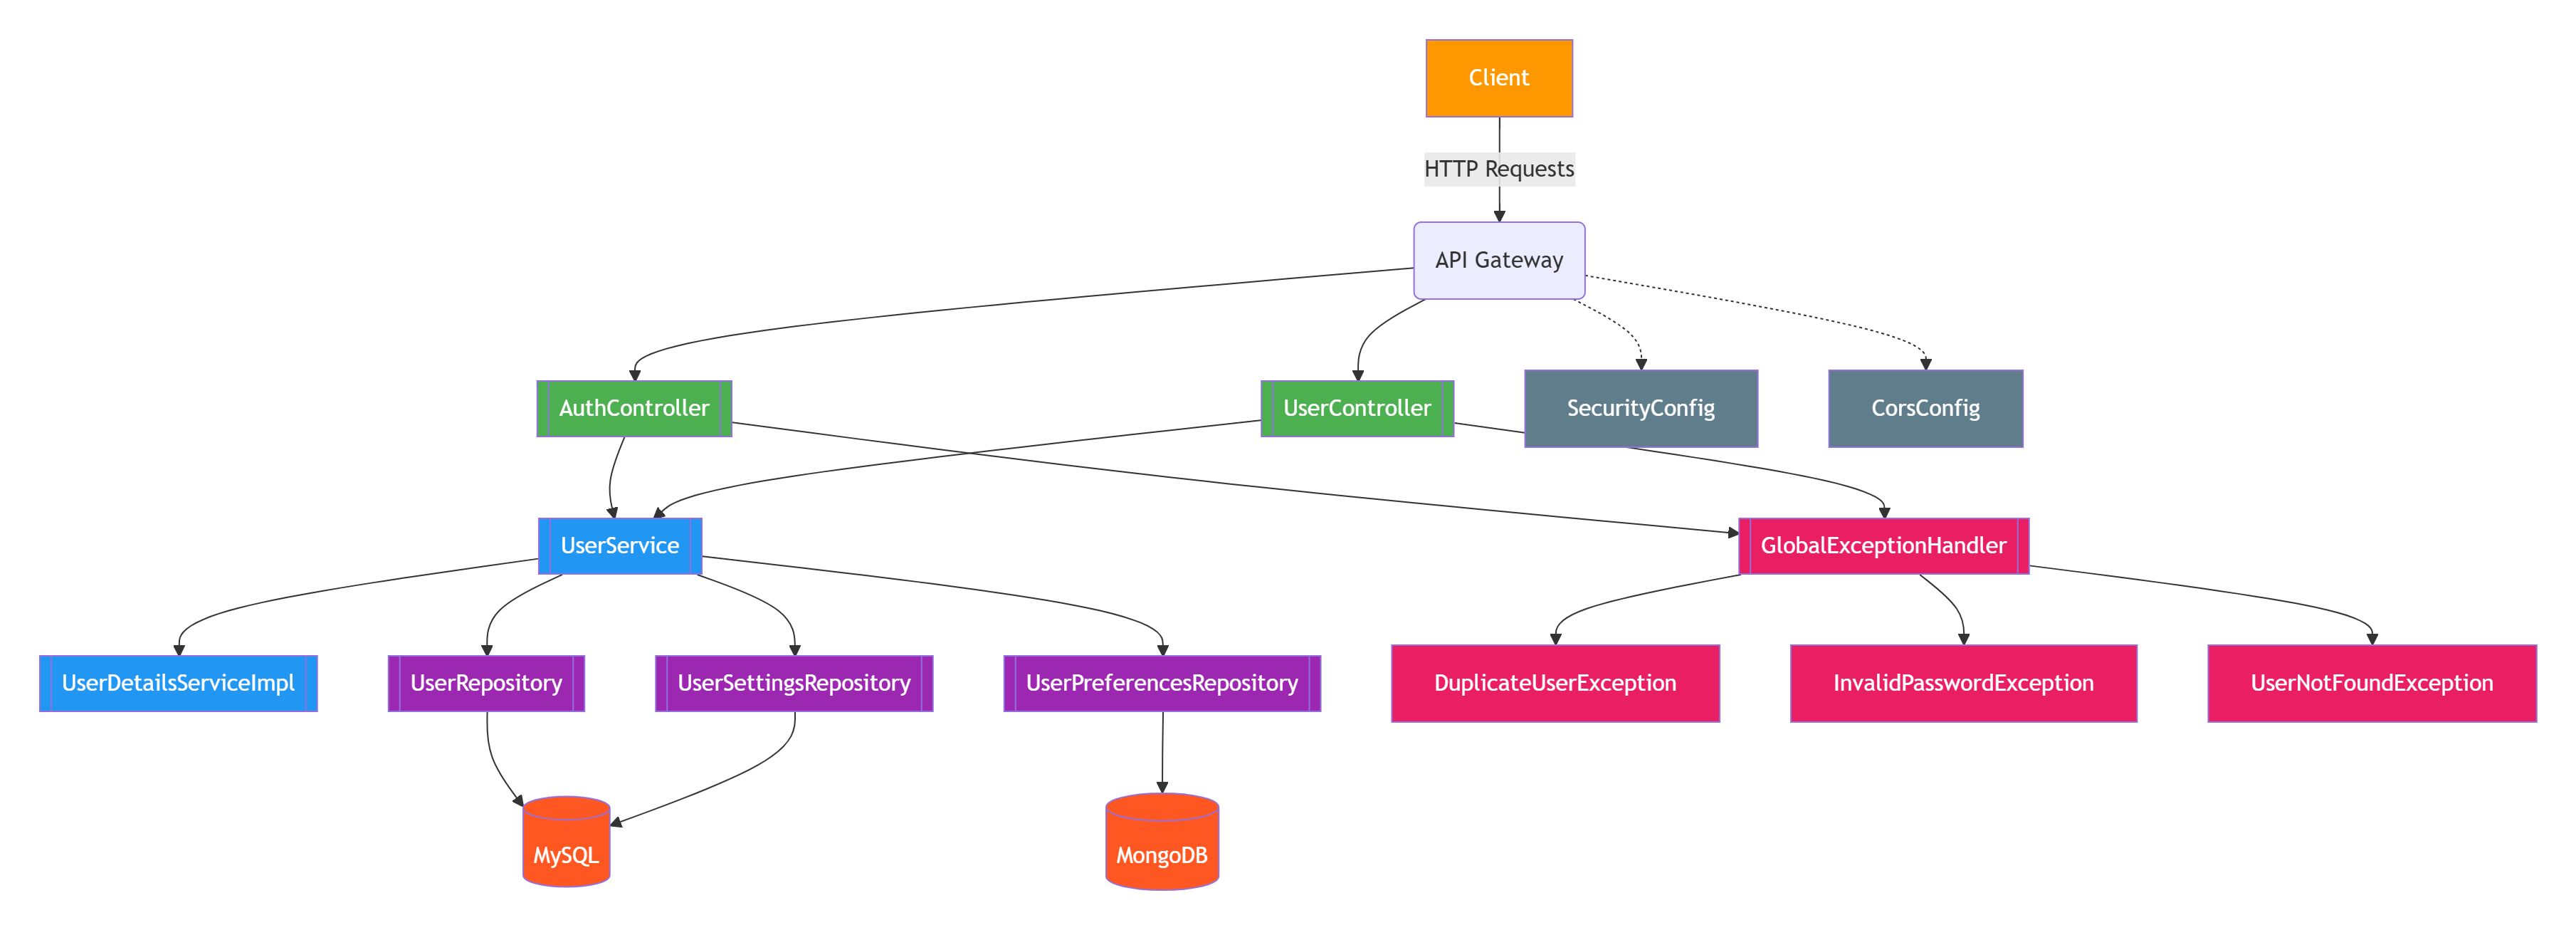 Client
HTTP Requests
API Gateway
AuthController
UserController
SecurityConfig
CorsConfig
UserService
GlobalExceptionHandler
UserDetailsServiceImpl
UserRepository
UserSettingsRepository
UserPreferencesRepository
DuplicateUserException
InvalidPasswordException
UserNotFoundException
MySQL
MongoDB